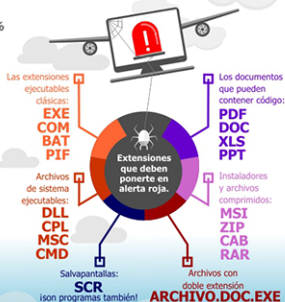 %
Las extensiones
ejecutables
clásicas:
EXE
COM
BAT
PIF
Los documentos
que pueden
contener código:
PDF
DOC
XLS
PPT
Extensiones
que deben
ponerte en
alerta roja.
Archivos
de sistema
ejecutables:
DLL
CPL
MSC
CMD
Instaladores
y archivos
comprimidos:
MSI
ZIP
CAB
RAR
Salvapantallas:
SCR
¡son programas también!
Archivos con
doble extensión
ARCHIVO.DOC.EXE